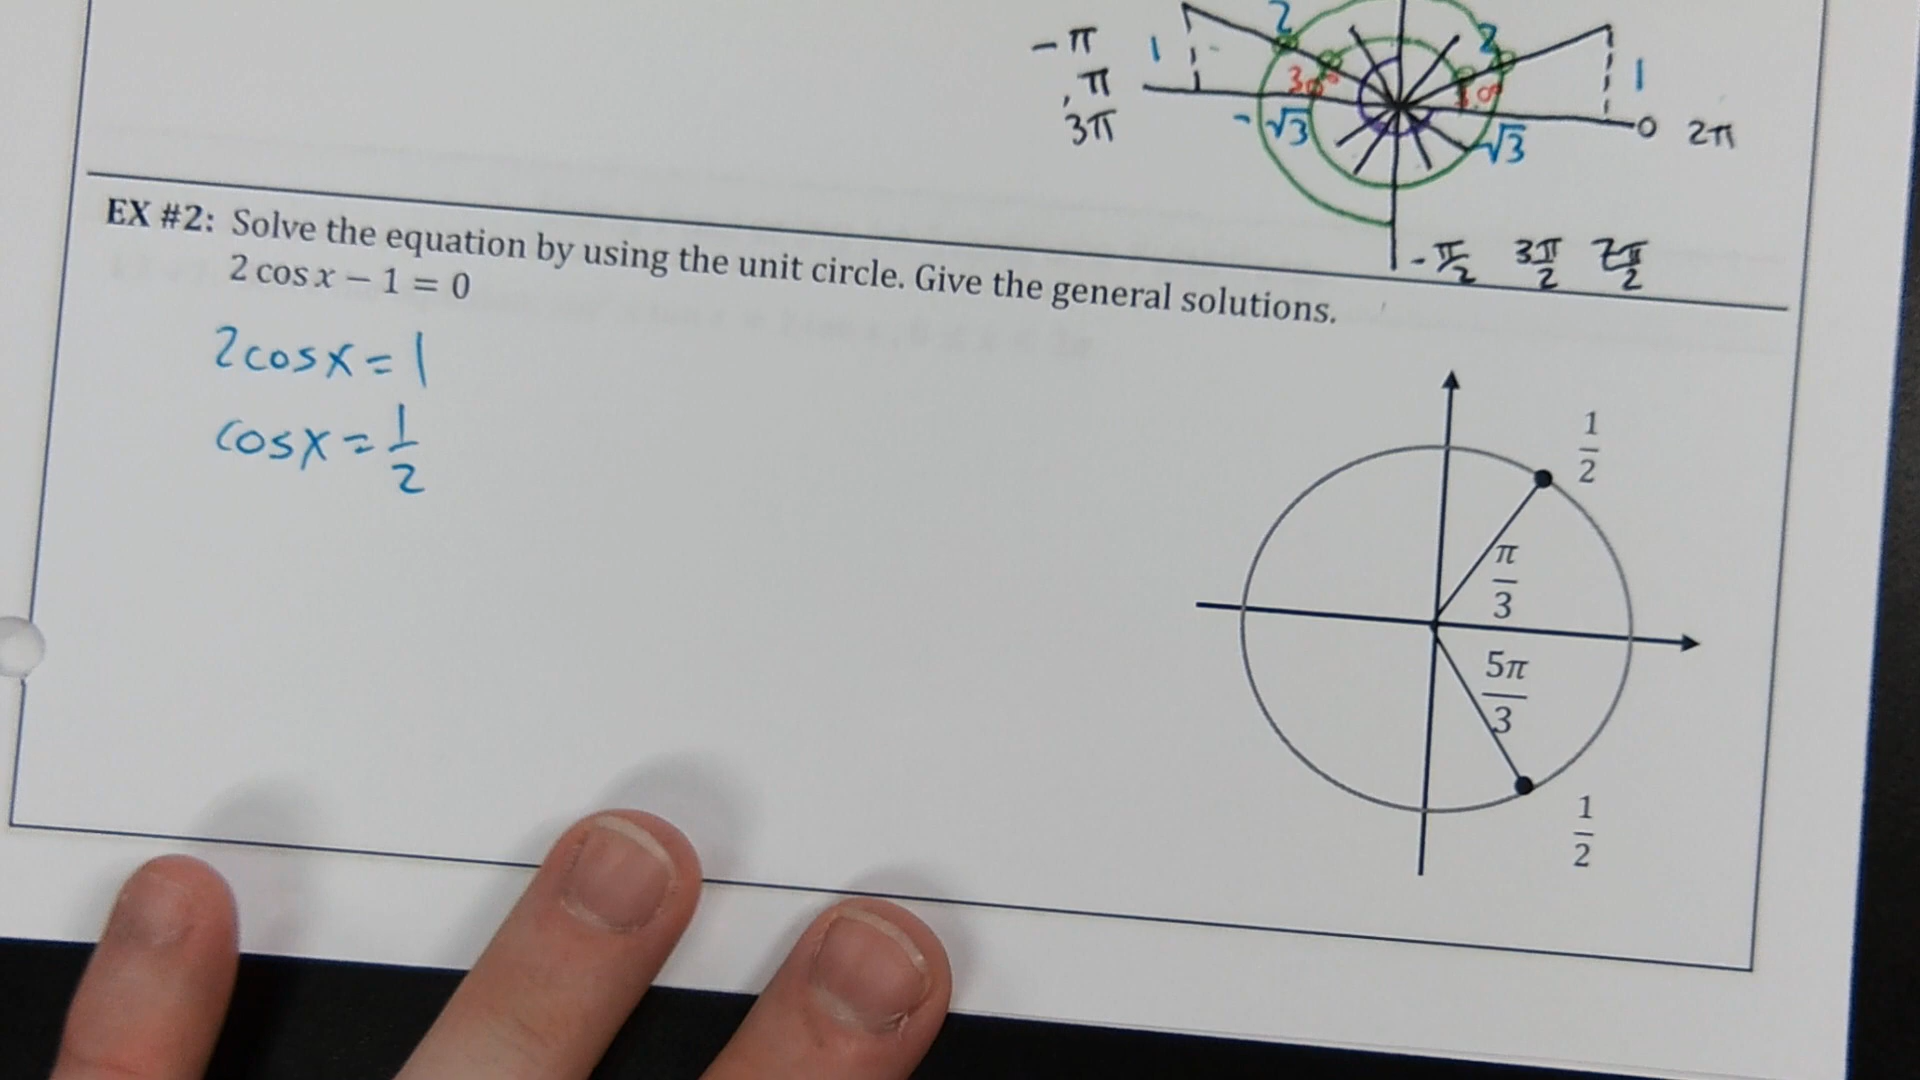 2 2
-π 1 1
, π 30° 30° 0 2π
3π -√3 √3
-π/2 3π/2 7π/2
EX #2: Solve the equation by using the unit circle. Give the general solutions.
2 cos x − 1 = 0
2cosx = 1
cosx = 1/2
1/2
π/3
5π/3
1/2